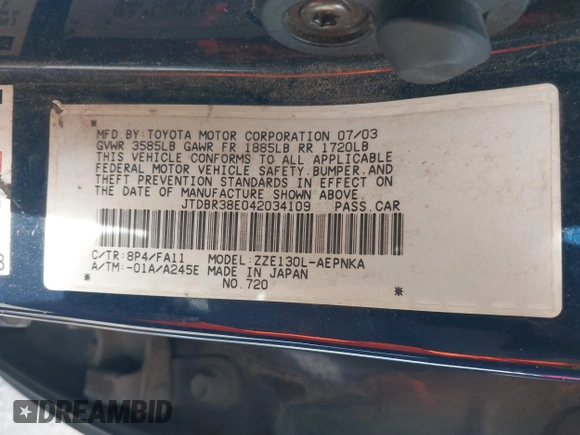 MFD.BY:TOYOTA MOTOR CORPORATION 07/03
GVWR 3585LB GAWR FR 1885LB RR 1720LB
THIS VEHICLE CONFORMS TO ALL APPLICABLE
FEDERAL MOTOR VEHICLE SAFETY,BUMPER,AND
THEFT PREVENTION STANDARDS IN EFFECT ON
THE DATE OF MANUFACTURE SHOWN ABOVE.
JTDBR38E042034109 PASS.CAR
C/TR:8P4/FA11 MODEL:ZZE130L-AEPNKA
A/TM:-01A/A245E MADE IN JAPAN
NO.720
DREAMBID